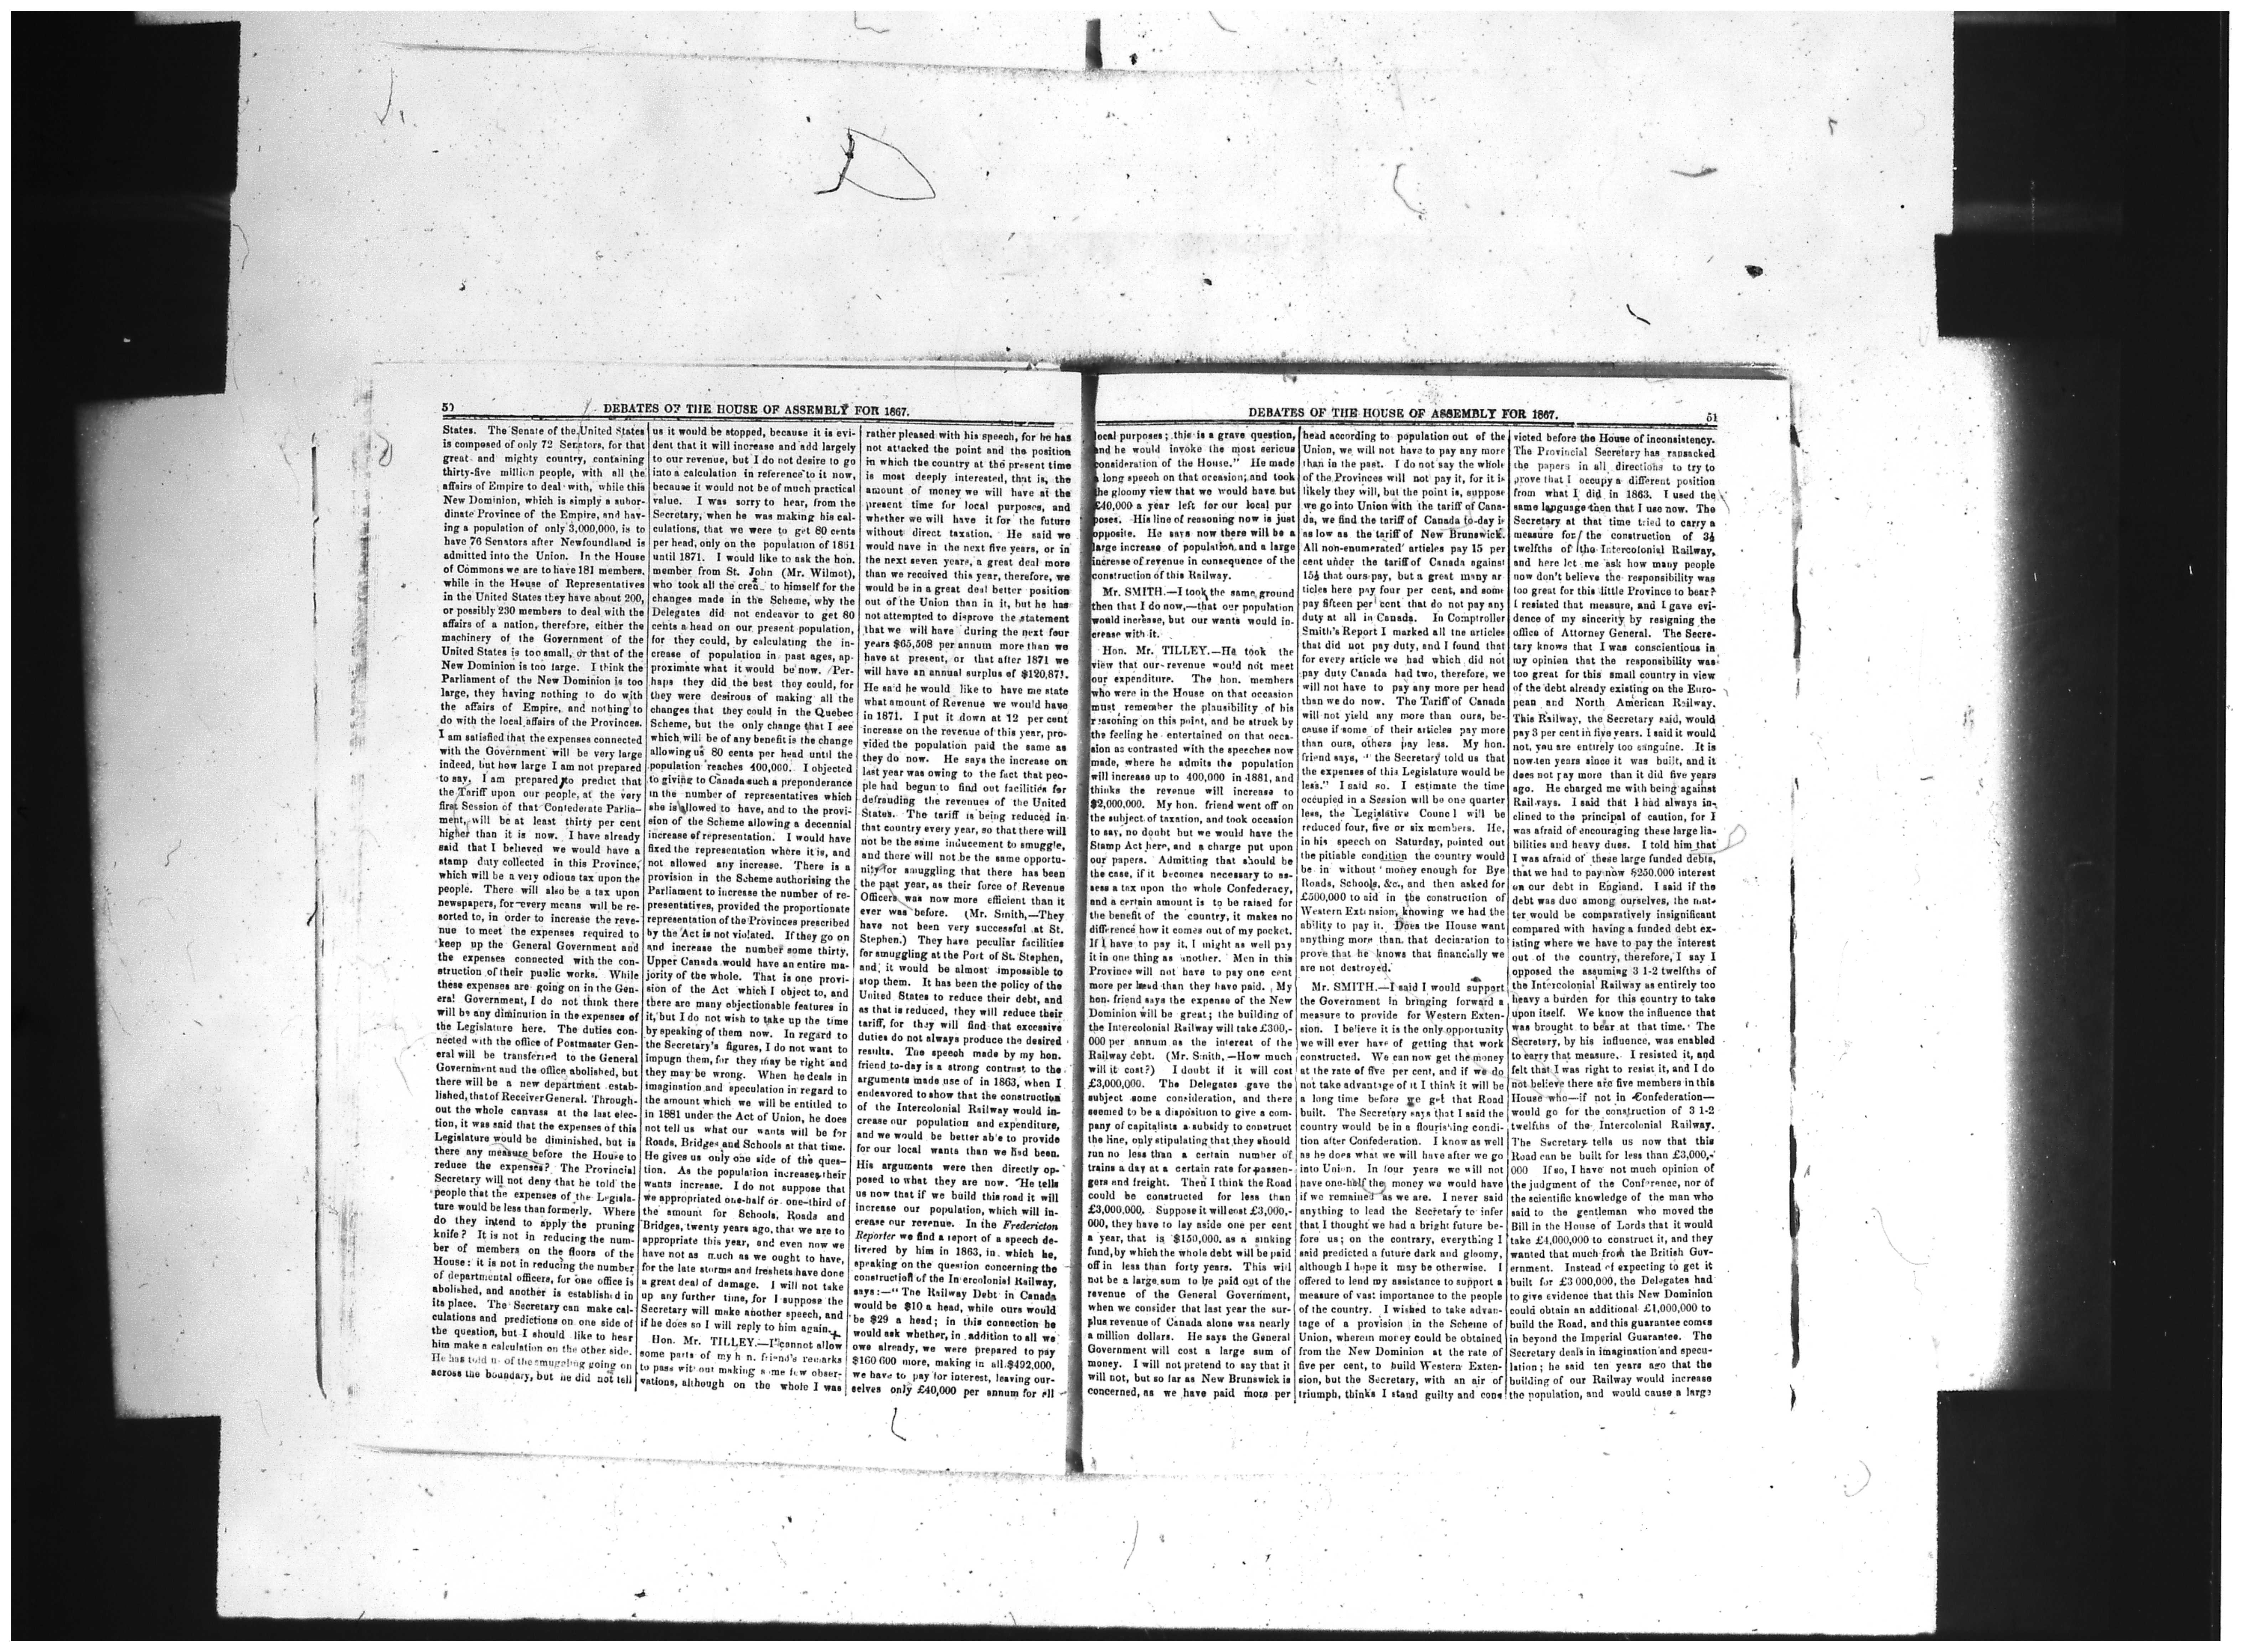 50 DEBATES OF THE HOUSE OF ASSEMBLY FOR 1867.
States. The Senate of the United States
is composed of only 72 Senators, for that
great and mighty country, containing
thirty-five million people, with all the
affairs of Empire to deal with, while this
New Dominion, which is simply a subor-
dinate Province of the Empire, and hav-
ing a population of only 3,000,000, is to
have 76 Senators after Newfoundland is
admitted into the Union. In the House
of Commons we are to have 181 members,
while in the House of Representatives
in the United States they have about 200,
or possibly 230 members to deal with the
affairs of a nation, therefore, either the
machinery of the Government of the
United States is too small, or that of the
New Dominion is too large. I think the
Parliament of the New Dominion is too
large, they having nothing to do with
the affairs of Empire, and nothing to
do with the local affairs of the Provinces.
I am satisfied that the expenses connected
with the Government will be very large
indeed, but how large I am not prepared
to say. I am prepared to predict that
the Tariff upon our people, at the very
first Session of that Confederate Parlia-
ment, will be at least thirty per cent
higher than it is now. I have already
said that I believed we would have a
stamp duty collected in this Province,
which will be a very odious tax upon the
people. There will also be a tax upon
newspapers, for every means will be re-
sorted to, in order to increase the reve-
nue to meet the expenses required to
keep up the General Government and
the expenses connected with the con-
struction of their public works. While
these expenses are going on in the Gen-
eral Government, I do not think there
will be any diminution in the expenses of
the Legislature here. The duties con-
nected with the office of Postmaster Gen-
eral will be transferred to the General
Government and the office abolished, but
there will be a new department estab-
lished, that of Receiver General. Through-
out the whole canvass at the last elec-
tion, it was said that the expenses of this
Legislature would be diminished, but is
there any measure before the House to
reduce the expenses? The Provincial
Secretary will not deny that he told the
people that the expenses of the Legisla-
ture would be less than formerly. Where
do they intend to apply the pruning
knife? It is not in reducing the num-
ber of members on the floors of the
House: it is not in reducing the number
of departmental officers, for one office is
abolished, and another is established in
its place. The Secretary can make cal-
culations and predictions on one side of
the question, but I should like to hear
him make a calculation on the other side.
He has told us of the smuggling going on
across the boundary, but he did not tell
us it would be stopped, because it is evi-
dent that it will increase and add largely
to our revenue, but I do not desire to go
into a calculation in reference to it now,
because it would not be of much practical
value. I was sorry to hear, from the
Secretary, when he was making his cal-
culations, that we were to get 80 cents
per head, only on the population of 1861
until 1871. I would like to ask the hon.
member from St. John (Mr. Wilmot),
who took all the to himself for the
changes made in the Scheme, why the
Delegates did not endeavor to get 80
cents a head on our present population,
for they could, by calculating the in-
crease of population in past ages, ap-
proximate what it would be now. Per-
haps they did the best they could, for
they were desirous of making all the
changes that they could in the Quebec
Scheme, but the only change that I see
which will be of any benefit is the change
allowing us 80 cents per head until the
population reaches 400,000. I objected
to giving to Canada such a preponderance
in the number of representatives which
she is allowed to have, and to the provi-
sion of the Scheme allowing a decennial
increase of representation. I would have
fixed the representation where it is, and
not allowed any increase. There is a
provision in the Scheme authorising the
Parliament to increase the number of re-
presentatives, provided the proportionate
representation of the Provinces prescribed
by the Act is not violated. If they go on
and increase the number some thirty,
Upper Canada would have an entire ma-
jority of the whole. That is one provi-
sion of the Act which I object to, and
there are many objectionable features in
it, but I do not wish to take up the time
by speaking of them now. In regard to
the Secretary's figures, I do not want to
impugn them, for they may be right and
they may be wrong. When he deals in
imagination and speculation in regard to
the amount which we will be entitled to
in 1881 under the Act of Union, he does
not tell us what our wants will be for
Roads, Bridges and Schools at that time.
He gives us only one side of the ques-
tion. As the population increases, their
wants increase. I do not suppose that
we appropriated one-half or one-third of
the amount for Schools, Roads and
Bridges, twenty years ago, that we are to
appropriate this year, and even now we
have not as much as we ought to have,
for the late storms and freshets have done
a great deal of damage. I will not take
up any further time, for I suppose the
Secretary will make another speech, and
if he does so I will reply to him again.
Hon. Mr. TILLEY.—I cannot allow
some parts of my h n. friend's remarks
to pass without making some few obser-
vations, although on the whole I was
rather pleased with his speech, for he has
not attacked the point and the position
in which the country at the present time
is most deeply interested, that is, the
amount of money we will have at the
present time for local purposes, and
whether we will have it for the future
without direct taxation. He said we
would have in the next five years, or in
the next seven years, a great deal more
than we received this year, therefore, we
would be in a great deal better position
out of the Union than in it, but he has
not attempted to disprove the statement
that we will have during the next four
years $65,508 per annum more than we
have at present, or that after 1871 we
will have an annual surplus of
He said he would like to have me state
what amount of Revenue we would have
in 1871. I put it down at 12 per cent
increase on the revenue of this year, pro-
vided the population paid the same as
they do now. He says the increase on
last year was owing to the fact that peo-
ple had begun to find out facilities for
defrauding the revenues of the United
States. The tariff is being reduced in
that country every year, so that there will
not be the same inducement to smuggle,
and there will not be the same opportu-
nity for smuggling that there has been
the past year, as their force of Revenue
Officers was now more efficient than it
ever was before. (Mr. Smith,—They
have not been very successful at St.
Stephen.) They have peculiar facilities
for smuggling at the Port of St. Stephen,
and it would be almost impossible to
stop them. It has been the policy of the
United States to reduce their debt, and
as that is reduced, they will reduce their
tariff, for they will find that excessive
duties do not always produce the desired
results. The speech made by my hon.
friend to-day is a strong contrast to the
arguments made use of in 1863, when I
endeavored to show that the construction
of the Intercolonial Railway would in-
crease our population and expenditure,
and we would be better able to provide
for our local wants than we had been.
His arguments were then directly op-
posed to what they are now. He tells
us now that if we build this road it will
increase our population, which will in-
crease our revenue. In the Fredericton
Reporter we find a report of a speech de-
livered by him in 1863, in which he,
speaking on the question concerning the
construction of the Intercolonial Railway,
says:—"The Railway Debt in Canada
would be $10 a head, while ours would
be $29 a head; in this connection he
would ask whether, in addition to all we
owe already, we were prepared to pay
$160 600 more, making in all $492,000,
we have to pay for interest, leaving our-
selves only £40,000 per annum for all
DEBATES OF THE HOUSE OF ASSEMBLY FOR 1867. 51
local purposes; this is a grave question,
and he would invoke the most serious
consideration of the House." He made
a long speech on that occasion, and took
the gloomy view that we would have but
£40,000 a year left for our local pur
poses. His line of reasoning now is just
opposite. He says now there will be a
large increase of population, and a large
increase of revenue in consequence of the
construction of this Railway.
Mr. SMITH.—I took the same ground
then that I do now,—that our population
would increase, but our wants would in-
crease with it.
Hon. Mr. TILLEY.—He took the
view that our revenue would not meet
our expenditure. The hon. members
who were in the House on that occasion
must remember the plausibility of his
reasoning on this point, and be struck by
the feeling he entertained on that occa-
sion as contrasted with the speeches now
made, where he admits the population
will increase up to 400,000 in 1881, and
thinks the revenue will increase to
$2,000,000. My hon. friend went off on
the subject of taxation, and took occasion
to say, no doubt but we would have the
Stamp Act here, and a charge put upon
our papers. Admitting that should be
the case, if it becomes necessary to as-
sess a tax upon the whole Confederacy,
and a certain amount is to be raised for
the benefit of the country, it makes no
difference how it comes out of my pocket.
If I have to pay it, I might as well pay
it in one thing as another. Men in this
Province will not have to pay one cent
more per head than they have paid. My
hon. friend says the expense of the New
Dominion will be great; the building of
the Intercolonial Railway will take £300,-
000 per annum as the interest of the
Railway debt. (Mr. Smith,—How much
will it cost?) I doubt if it will cost
£3,000,000. The Delegates gave the
subject some consideration, and there
seemed to be a disposition to give a com-
pany of capitalists a subsidy to construct
the line, only stipulating that they should
run no less than a certain number of
trains a day at a certain rate for passen-
gers and freight. Then I think the Road
could be constructed for less than
£3,000,000. Suppose it will cost £3,000,-
000, they have to lay aside one per cent
a year, that is $150,000, as a sinking
fund, by which the whole debt will be paid
off in less than forty years. This will
not be a large sum to be paid out of the
revenue of the General Government,
when we consider that last year the sur-
plus revenue of Canada alone was nearly
a million dollars. He says the General
Government will cost a large sum of
money. I will not pretend to say that it
will not, but so far as New Brunswick is
concerned, as we have paid more per
head according to population out of the
Union, we will not have to pay any more
than in the past. I do not say the whole
of the Provinces will not pay it, for it is
likely they will, but the point is, suppose
we go into Union with the tariff of Cana-
da, we find the tariff of Canada to-day is
as low as the tariff of New Brunswick.
All non-enumerated articles pay 15 per
cent under the tariff of Canada against
15½ that ours pay, but a great many ar
ticles here pay four per cent, and some
pay fifteen per cent that do not pay any
duty at all in Canada. In Comptroller
Smith's Report I marked all the articles
that did not pay duty, and I found that
for every article we had which did not
pay duty Canada had two, therefore, we
will not have to pay any more per head
than we do now. The Tariff of Canada
will not yield any more than ours, be-
cause if some of their articles pay more
than ours, others pay less. My hon.
friend says, "the Secretary told us that
the expenses of this Legislature would be
less." I said so. I estimate the time
occupied in a Session will be one quarter
less, the Legislative Counc l will be
reduced four, five or six members. He,
in his speech on Saturday, pointed out
the pitiable condition the country would
be in without money enough for Bye
Roads, Schools, &c., and then asked for
£500,000 to aid in the construction of
Western Extension, knowing we had the
ability to pay it. Does the House want
anything more than that declaration to
prove that he knows that financially we
are not destroyed.
Mr. SMITH.—I said I would support
the Government in bringing forward a
measure to provide for Western Exten-
sion. I believe it is the only opportunity
we will ever have of getting that work
constructed. We can now get the money
at the rate of five per cent, and if we do
not take advantage of it I think it will be
a long time before we get that Road
built. The Secretary says that I said the
country would be in a flourishing condi-
tion after Confederation. I know as well
as he does what we will have after we go
into Union. In four years we will not
have one-half the money we would have
if we remained as we are. I never said
anything to lead the Secretary to infer
that I thought we had a bright future be-
fore us; on the contrary, everything I
said predicted a future dark and gloomy,
although I hope it may be otherwise. I
offered to lend my assistance to support a
measure of vast importance to the people
of the country. I wished to take advan-
tage of a provision in the Scheme of
Union, wherein money could be obtained
from the New Dominion at the rate of
five per cent, to build Western Exten-
sion, but the Secretary, with an air of
triumph, thinks I stand guilty and con-
victed before the House of inconsistency.
The Provincial Secretary has ransacked
the papers in all directions to try to
prove that I occupy a different position
from what I did in 1863. I used the
same language then that I use now. The
Secretary at that time tried to carry a
measure for the construction of 3½
twelfths of the Intercolonial Railway,
and here let me ask how many people
now don't believe the responsibility was
too great for this little Province to bear?
I resisted that measure, and I gave evi-
dence of my sincerity by resigning the
office of Attorney General. The Secre-
tary knows that I was conscientious in
my opinion that the responsibility was
too great for this small country in view
of the debt already existing on the Euro-
pean and North American Railway.
This Railway, the Secretary said, would
pay 3 per cent in five years. I said it would
not, you are entirely too sanguine. It is
now ten years since it was built, and it
does not pay more than it did five years
ago. He charged me with being against
Railways. I said that I had always in-
clined to the principal of caution, for I
was afraid of encouraging these large lia-
bilities and heavy dues. I told him that
I was afraid of these large funded debts,
that we had to pay now $250,000 interest
on our debt in England. I said if the
debt was due among ourselves, the mat-
ter would be comparatively insignificant
compared with having a funded debt ex-
isting where we have to pay the interest
out of the country, therefore, I say I
opposed the assuming 3 1-2 twelfths of
the Intercolonial Railway as entirely too
heavy a burden for this country to take
upon itself. We know the influence that
was brought to bear at that time. The
Secretary, by his influence, was enabled
to carry that measure. I resisted it, and
felt that I was right to resist it, and I do
not believe there are five members in this
House who—if not in Confederation—
would go for the construction of 3 1-2
twelfths of the Intercolonial Railway.
The Secretary tells us now that this
Road can be built for less than £3,000,-
000 If so, I have not much opinion of
the judgment of the Conference, nor of
the scientific knowledge of the man who
said to the gentleman who moved the
Bill in the House of Lords that it would
take £4,000,000 to construct it, and they
wanted that much from the British Gov-
ernment. Instead of expecting to get it
built for £3 000,000, the Delegates had
to give evidence that this New Dominion
could obtain an additional £1,000,000 to
build the Road, and this guarantee comes
in beyond the Imperial Guarantee. The
Secretary deals in imagination and specu-
lation; he said ten years ago that the
building of our Railway would increase
the population, and would cause a large